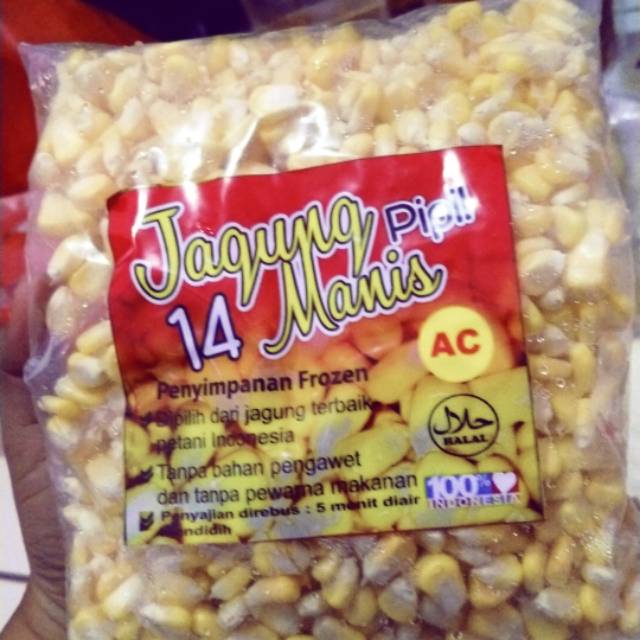 Jagung Pipil
14 Manis
AC
Penyimpanan Frozen
Dipilih dari jagung terbaik
petani Indonesia
حلال
HALAL
Tanpa bahan pengawet
dan tanpa pewarna makanan
100%
INDONESIA
Penyajian direbus : 5 menit diair